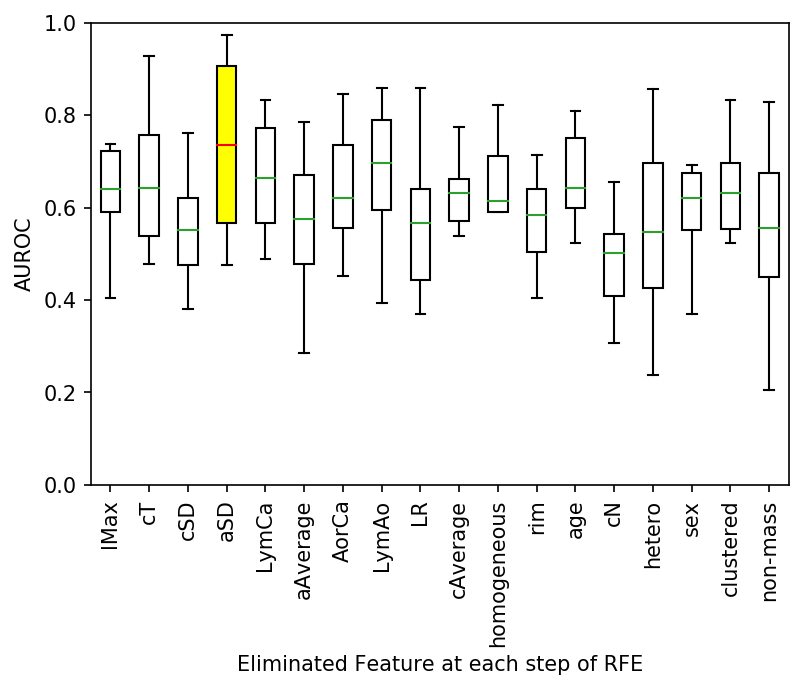 1.0
0.8
0.6
0.4
0.2
0.0
AUROC
lMax
cT
cSD
aSD
LymCa
aAverage
AorCa
LymAo
LR
cAverage
homogeneous
rim
age
cN
hetero
sex
clustered
non-mass
Eliminated Feature at each step of RFE